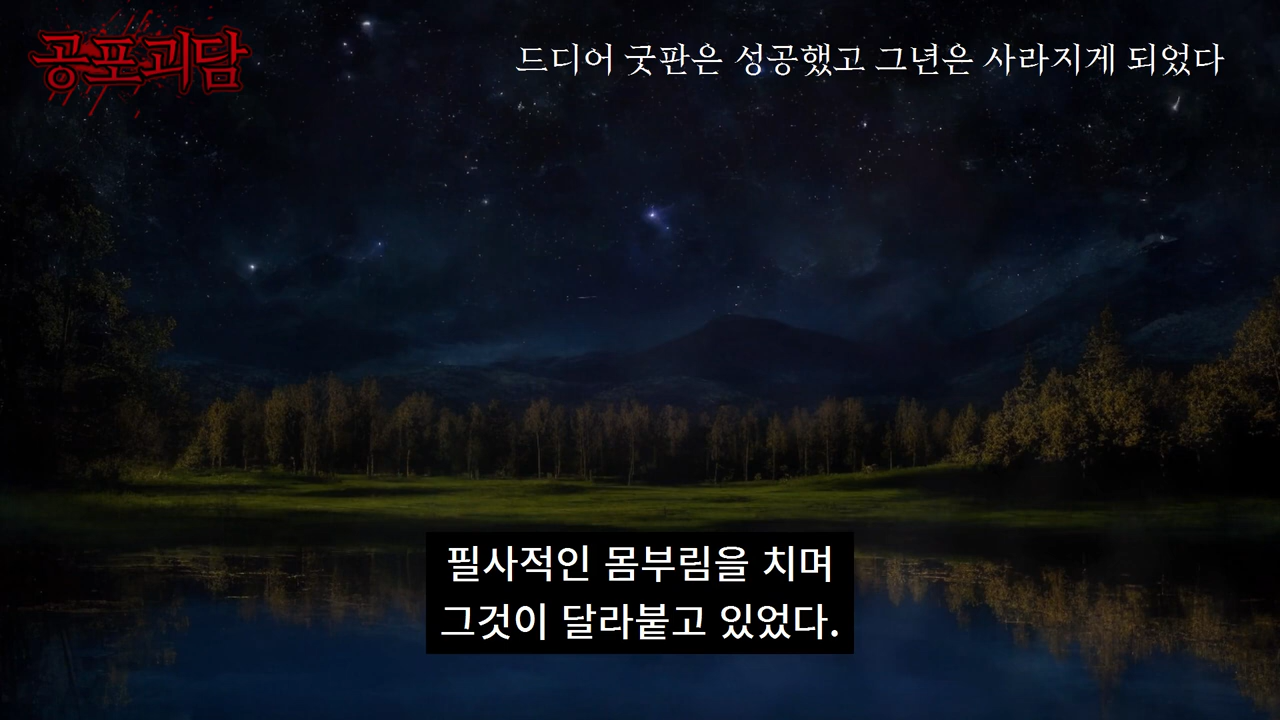 공포괴담
드디어 굿판은 성공했고 그년은 사라지게 되었다
필사적인 몸부림을 치며
그것이 달라붙고 있었다.